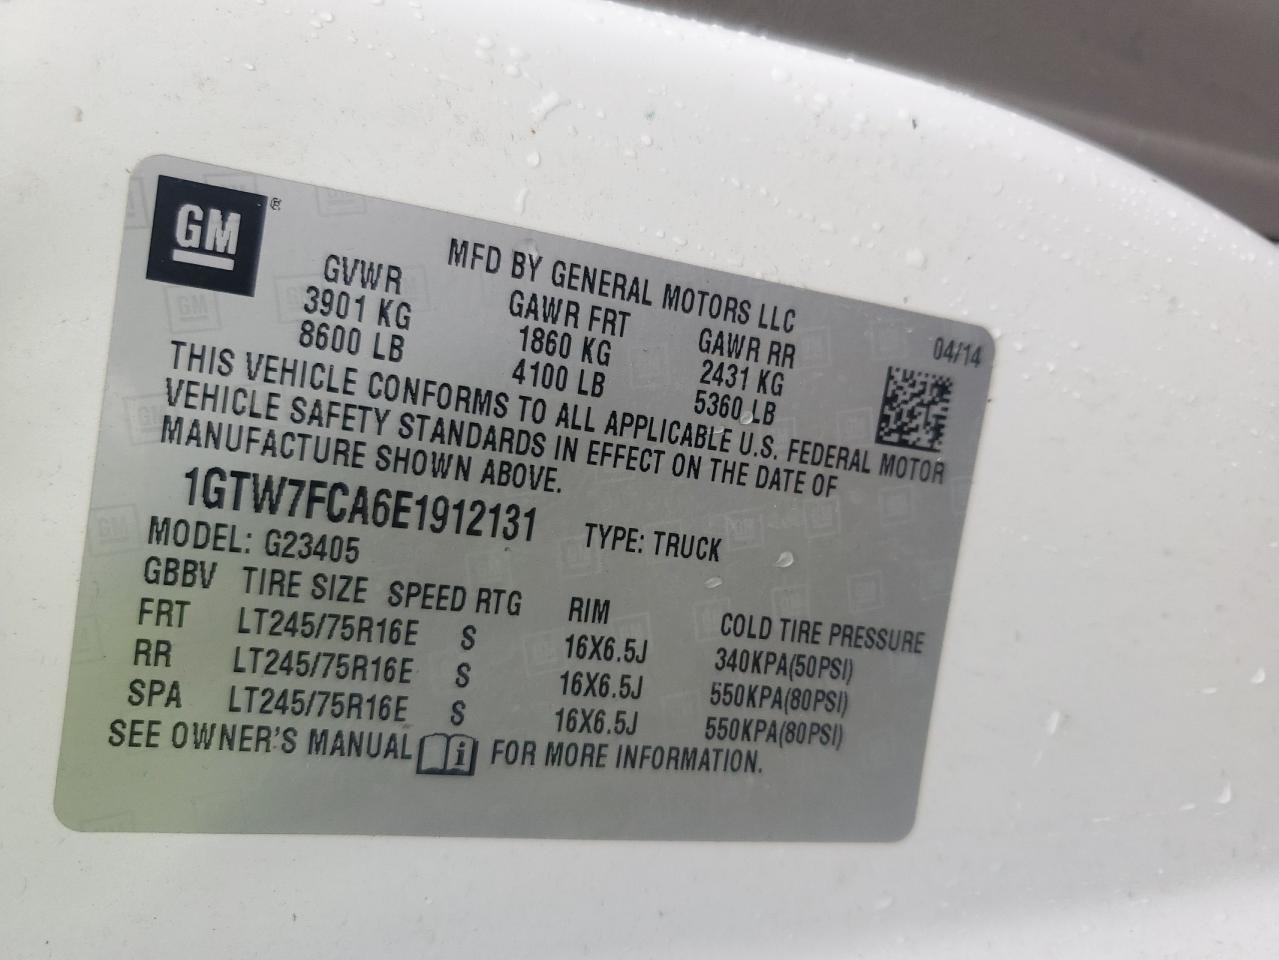 GM
MFD BY GENERAL MOTORS LLC
04/14
GVWR GAWR FRT GAWR RR
3901 KG 1860 KG 2431 KG
8600 LB 4100 LB 5360 LB
THIS VEHICLE CONFORMS TO ALL APPLICABLE U.S. FEDERAL MOTOR
VEHICLE SAFETY STANDARDS IN EFFECT ON THE DATE OF
MANUFACTURE SHOWN ABOVE.
1GTW7FCA6E1912131 TYPE: TRUCK
MODEL: G23405
GBBV TIRE SIZE SPEED RTG RIM COLD TIRE PRESSURE
FRT LT245/75R16E S 16X6.5J 340KPA(50PSI)
RR LT245/75R16E S 16X6.5J 550KPA(80PSI)
SPA LT245/75R16E S 16X6.5J 550KPA(80PSI)
SEE OWNER'S MANUAL i FOR MORE INFORMATION.